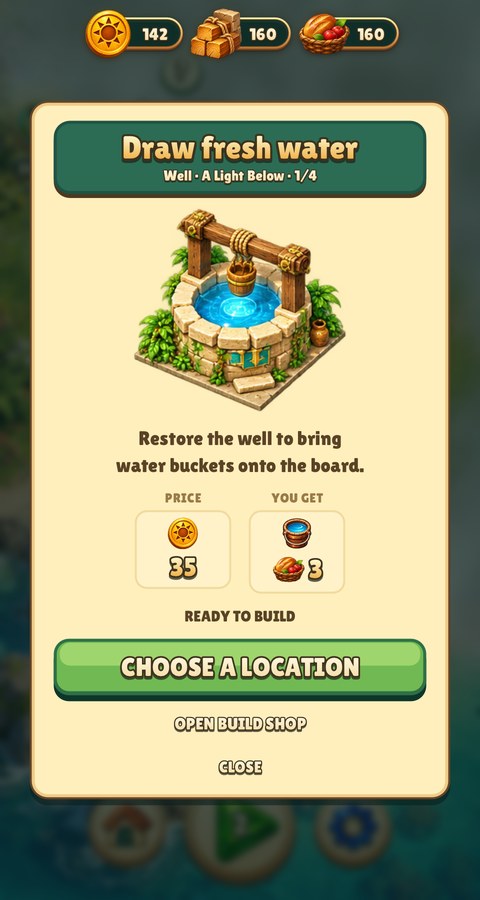 142
160
160
Draw fresh water
Well · A Light Below · 1/4
Restore the well to bring
water buckets onto the board.
PRICE
YOU GET
35
3
READY TO BUILD
CHOOSE A LOCATION
OPEN BUILD SHOP
CLOSE